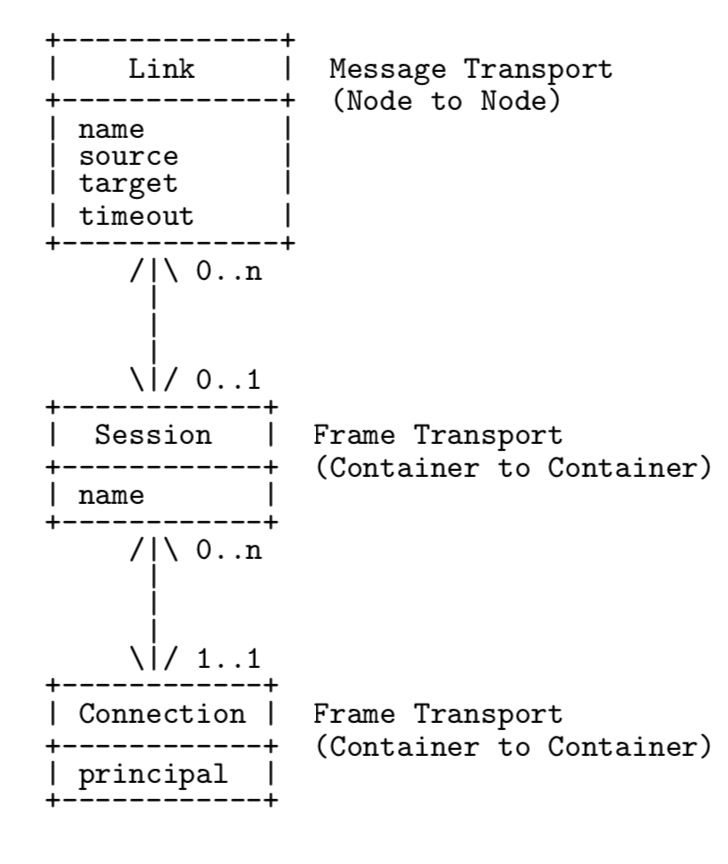 +-------------+
|    Link     |  Message Transport
+-------------+  (Node to Node)
| name        |
| source      |
| target      |
| timeout     |
+-------------+
     /|\ 0..n
      |
      |
      |
     \|/ 0..1
+------------+
|  Session   |  Frame Transport
+------------+  (Container to Container)
| name       |
+------------+
     /|\ 0..n
      |
      |
      |
     \|/ 1..1
+------------+
| Connection |  Frame Transport
+------------+  (Container to Container)
| principal  |
+------------+